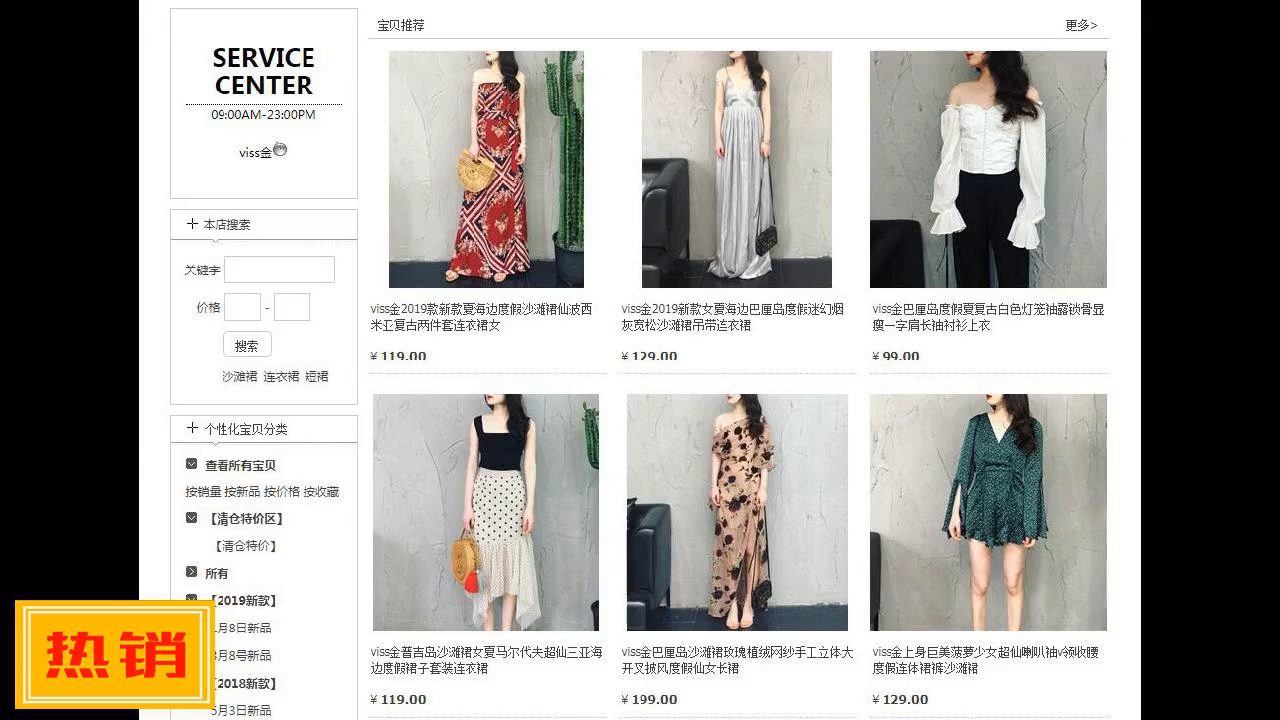 SERVICE
CENTER
09:00AM-23:00PM
viss金
本店搜索
关键字
价格 -
搜索
沙滩裙 连衣裙 短裙
个性化宝贝分类
查看所有宝贝
按销量 按新品 按价格 按收藏
【清仓特价区】
【清仓特价】
所有
【2019新款】
月8日新品
月8号新品
【2018新款】
5月3日新品
热销
宝贝推荐
更多>
viss金2019款新款夏海边度假沙滩裙仙波西
米亚复古两件套连衣裙女
¥ 119.00
viss金2019新款女夏海边巴厘岛度假迷幻烟
灰宽松沙滩裙吊带连衣裙
¥ 129.00
viss金巴厘岛度假夏复古白色灯笼袖露锁骨显
瘦一字肩长袖衬衫上衣
¥ 99.00
viss金普吉岛沙滩裙女夏马尔代夫超仙三亚海
边度假裙子套装连衣裙
¥ 119.00
viss金巴厘岛沙滩裙玫瑰植绒网纱手工立体大
开叉披风度假仙女长裙
¥ 199.00
viss金上身巨美菠萝少女超仙喇叭袖v领收腰
度假连体裙裤沙滩裙
¥ 129.00